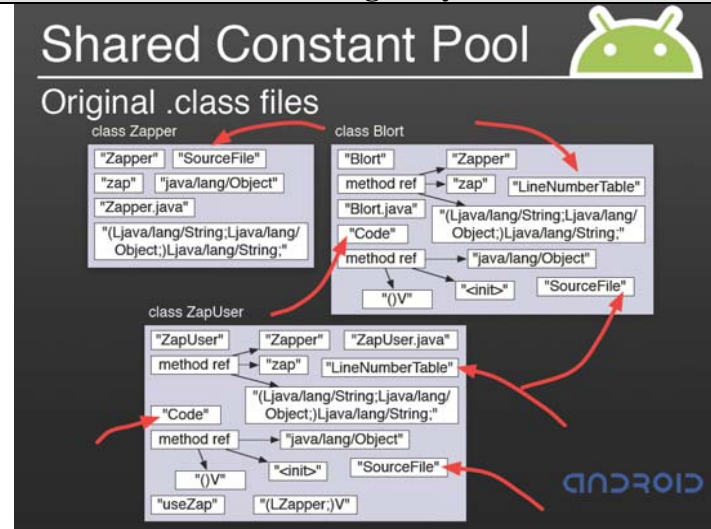 Shared Constant Pool
Original .class files
class Zapper
"Zapper" "SourceFile"
"zap" "java/lang/Object"
"Zapper.java"
"(Ljava/lang/String;Ljava/lang/
Object;)Ljava/lang/String;"
class Blort
"Blort" "Zapper"
method ref "zap" "LineNumberTable"
"Blort.java"
"(Ljava/lang/String;Ljava/lang/
Object;)Ljava/lang/String;"
"Code"
method ref "java/lang/Object"
"()V" "<init>" "SourceFile"
class ZapUser
"ZapUser" "Zapper" "ZapUser.java"
method ref "zap" "LineNumberTable"
"(Ljava/lang/String;Ljava/lang/
Object;)Ljava/lang/String;"
"Code"
method ref "java/lang/Object"
"()V" "<init>" "SourceFile"
"useZap" "(LZapper;)V"
ANDROID